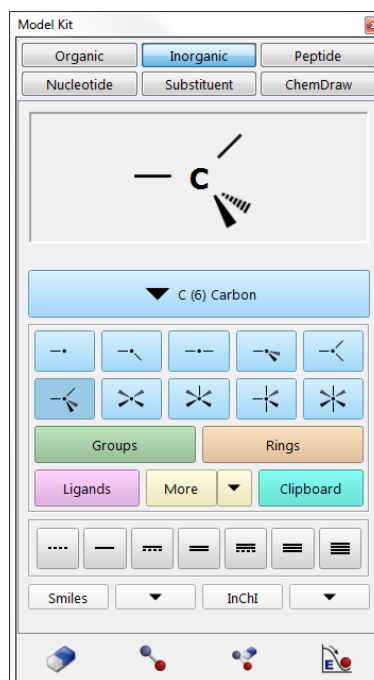 Model Kit
Organic Inorganic Peptide
Nucleotide Substituent ChemDraw
C
C (6) Carbon
Groups Rings
Ligands More Clipboard
Smiles InChI
E